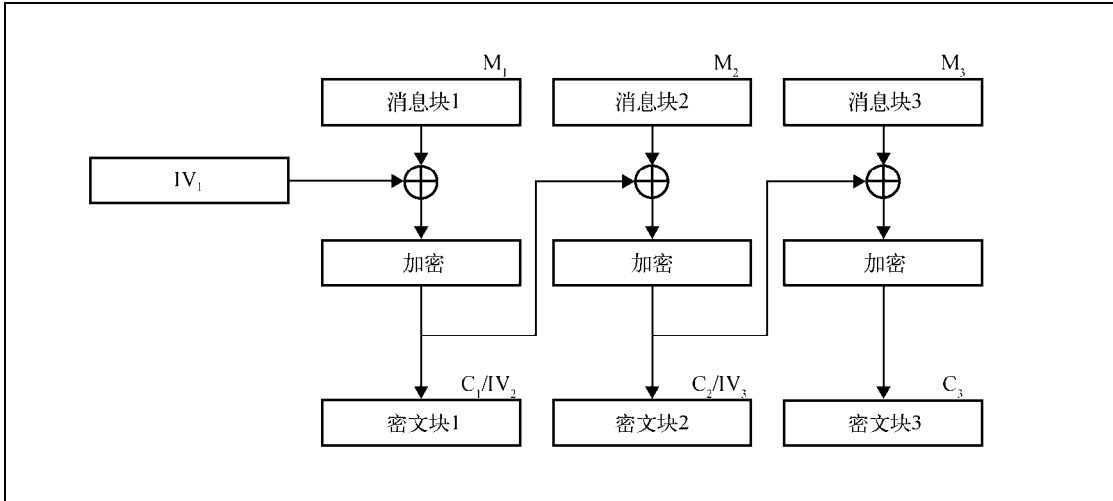 M₁ M₂ M₃
消息块1 消息块2 消息块3
IV₁
加密 加密 加密
C₁/IV₂ C₂/IV₃ C₃
密文块1 密文块2 密文块3